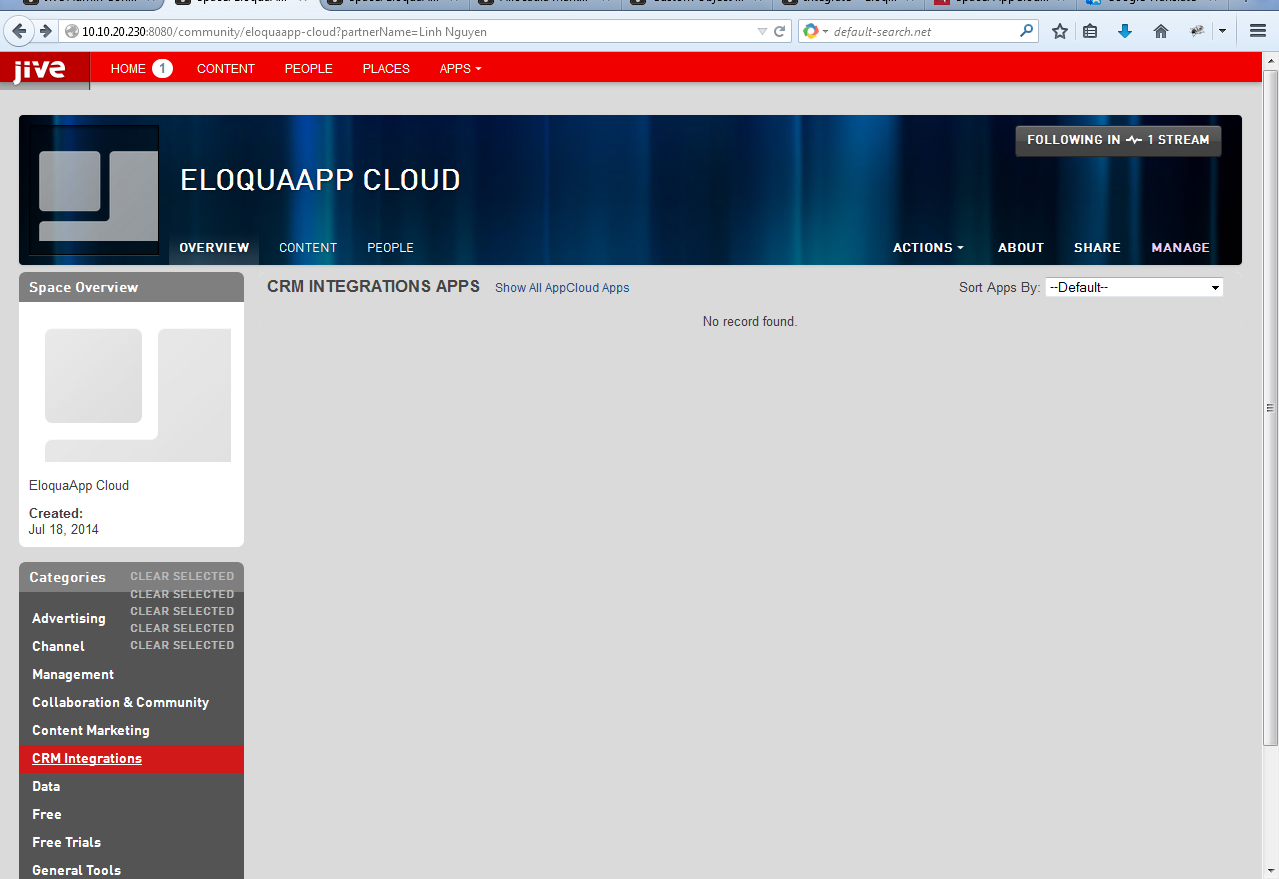 10.10.20.230:8080/community/eloquaapp-cloud?partnerName=Linh Nguyen
default-search.net
jive
HOME 1 CONTENT PEOPLE PLACES APPS
FOLLOWING IN 1 STREAM
ELOQUAAPP CLOUD
OVERVIEW CONTENT PEOPLE ACTIONS ABOUT SHARE MANAGE
Space Overview
EloquaApp Cloud
Created:
Jul 18, 2014
CRM INTEGRATIONS APPS Show All AppCloud Apps Sort Apps By: --Default--
No record found.
Categories CLEAR SELECTED
CLEAR SELECTED
CLEAR SELECTED
CLEAR SELECTED
CLEAR SELECTED
Advertising
Channel
Management
Collaboration & Community
Content Marketing
CRM Integrations
Data
Free
Free Trials
General Tools